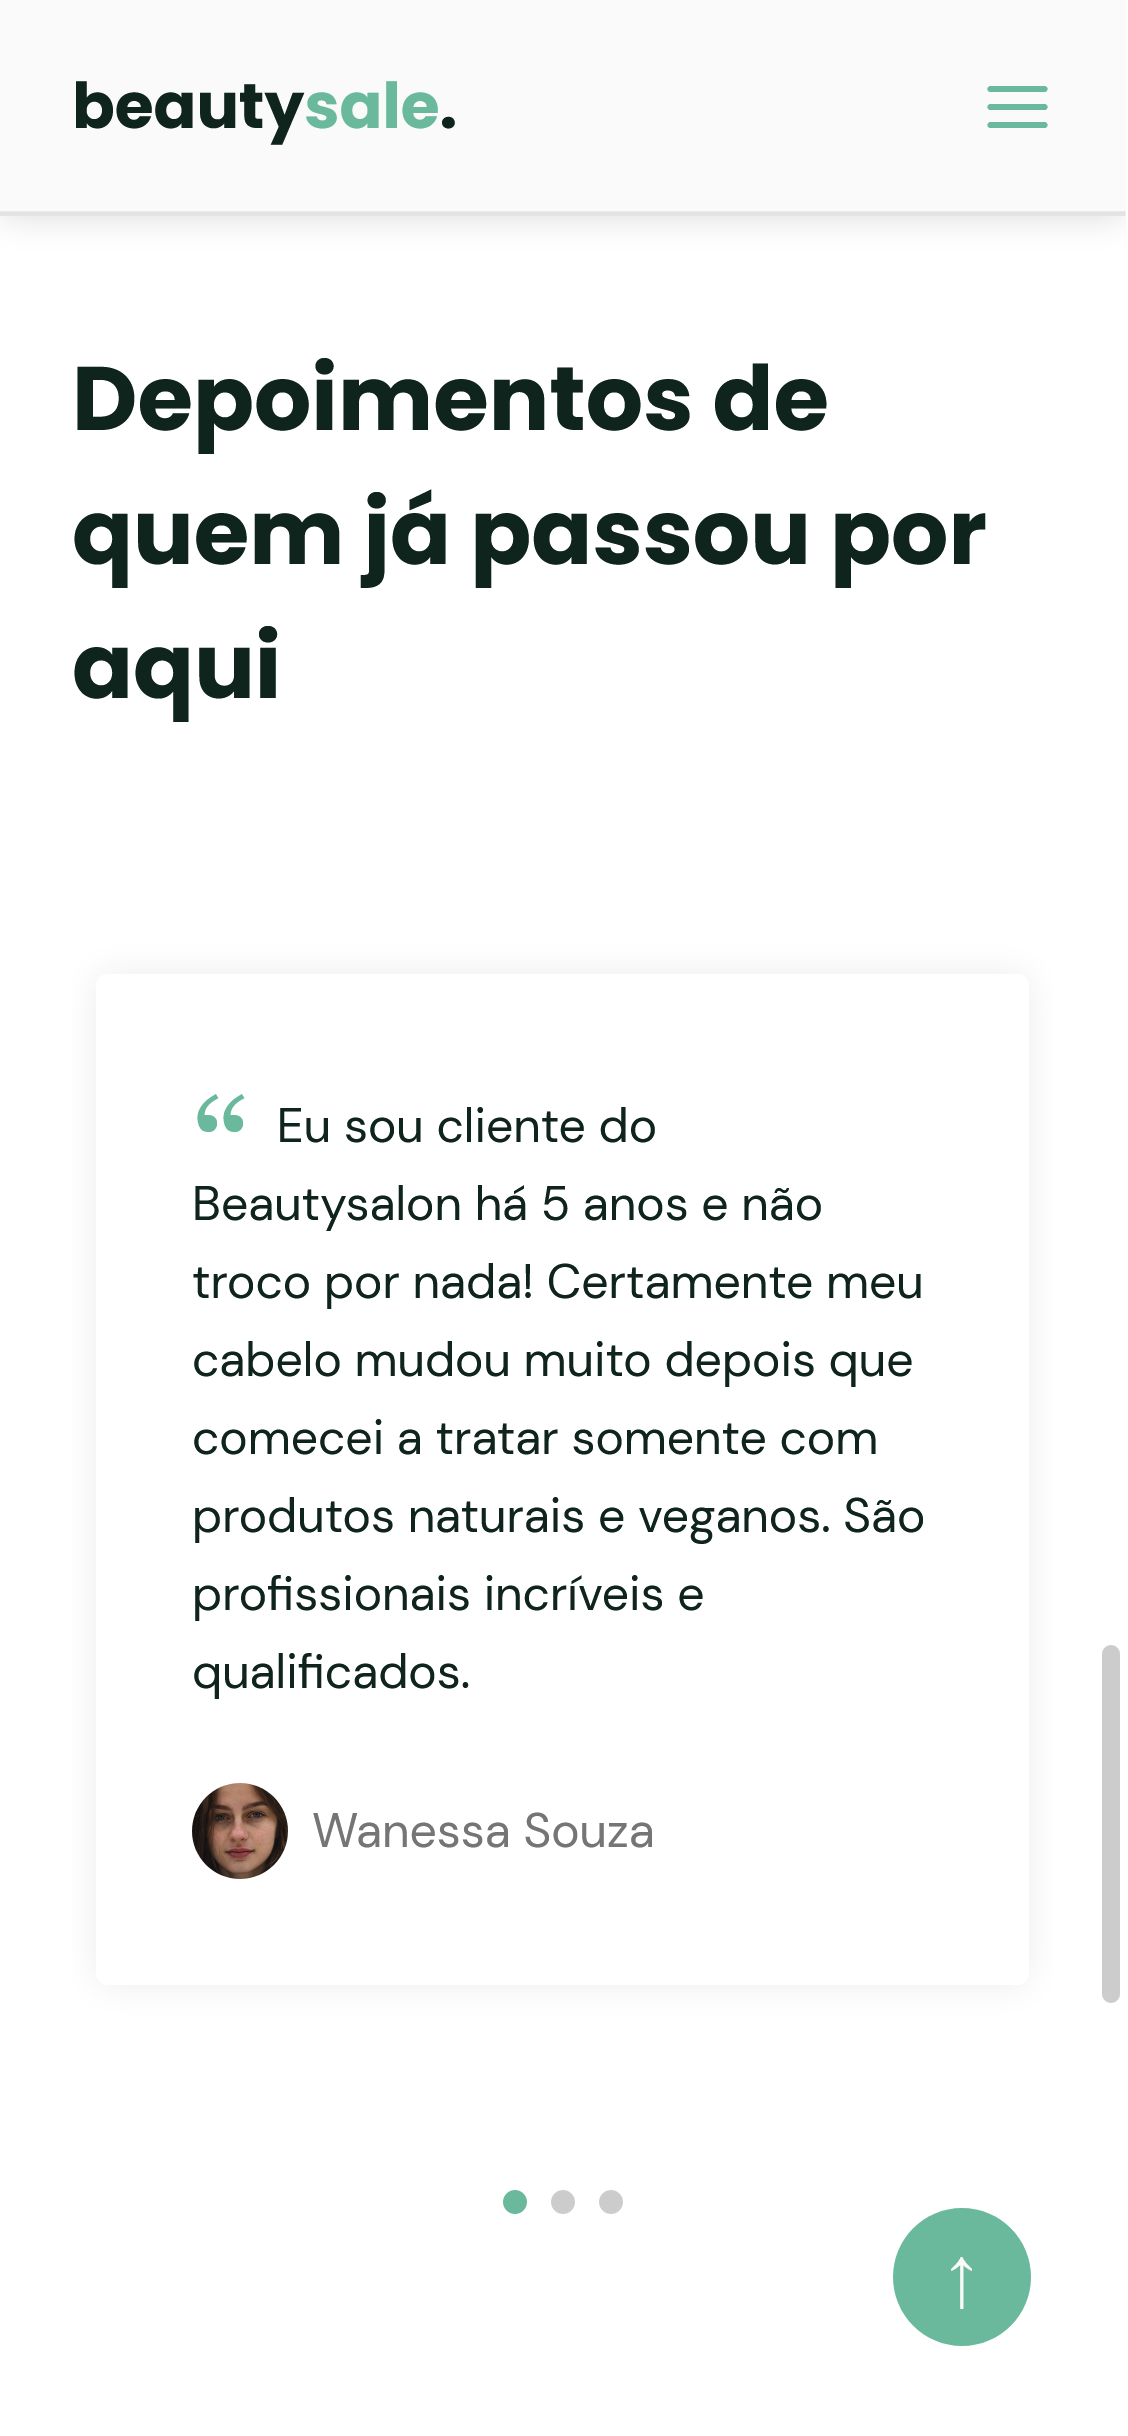 beautysale.
Depoimentos de
quem já passou por
aqui
“ Eu sou cliente do
Beautysalon há 5 anos e não
troco por nada! Certamente meu
cabelo mudou muito depois que
comecei a tratar somente com
produtos naturais e veganos. São
profissionais incríveis e
qualificados.
Wanessa Souza
↑